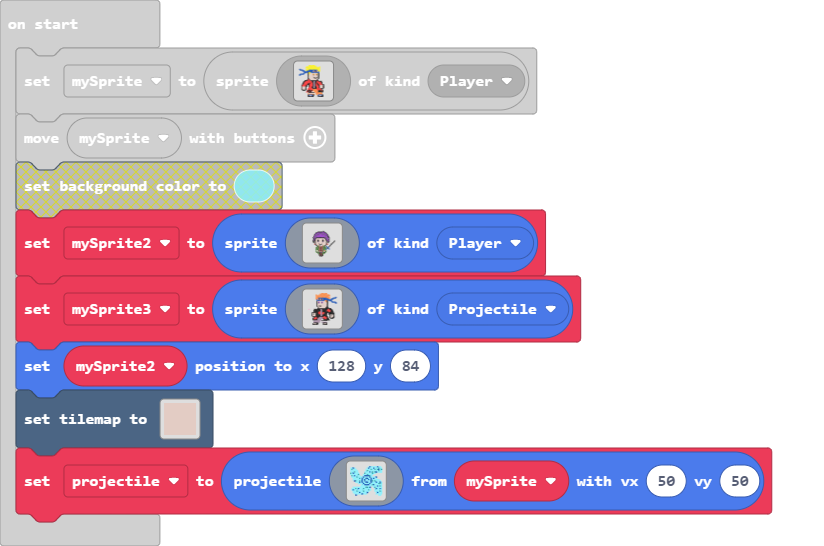 on start
set mySprite to sprite of kind Player
move mySprite with buttons
set background color to
set mySprite2 to sprite of kind Player
set mySprite3 to sprite of kind Projectile
set mySprite2 position to x 128 y 84
set tilemap to
set projectile to projectile from mySprite with vx 50 vy 50